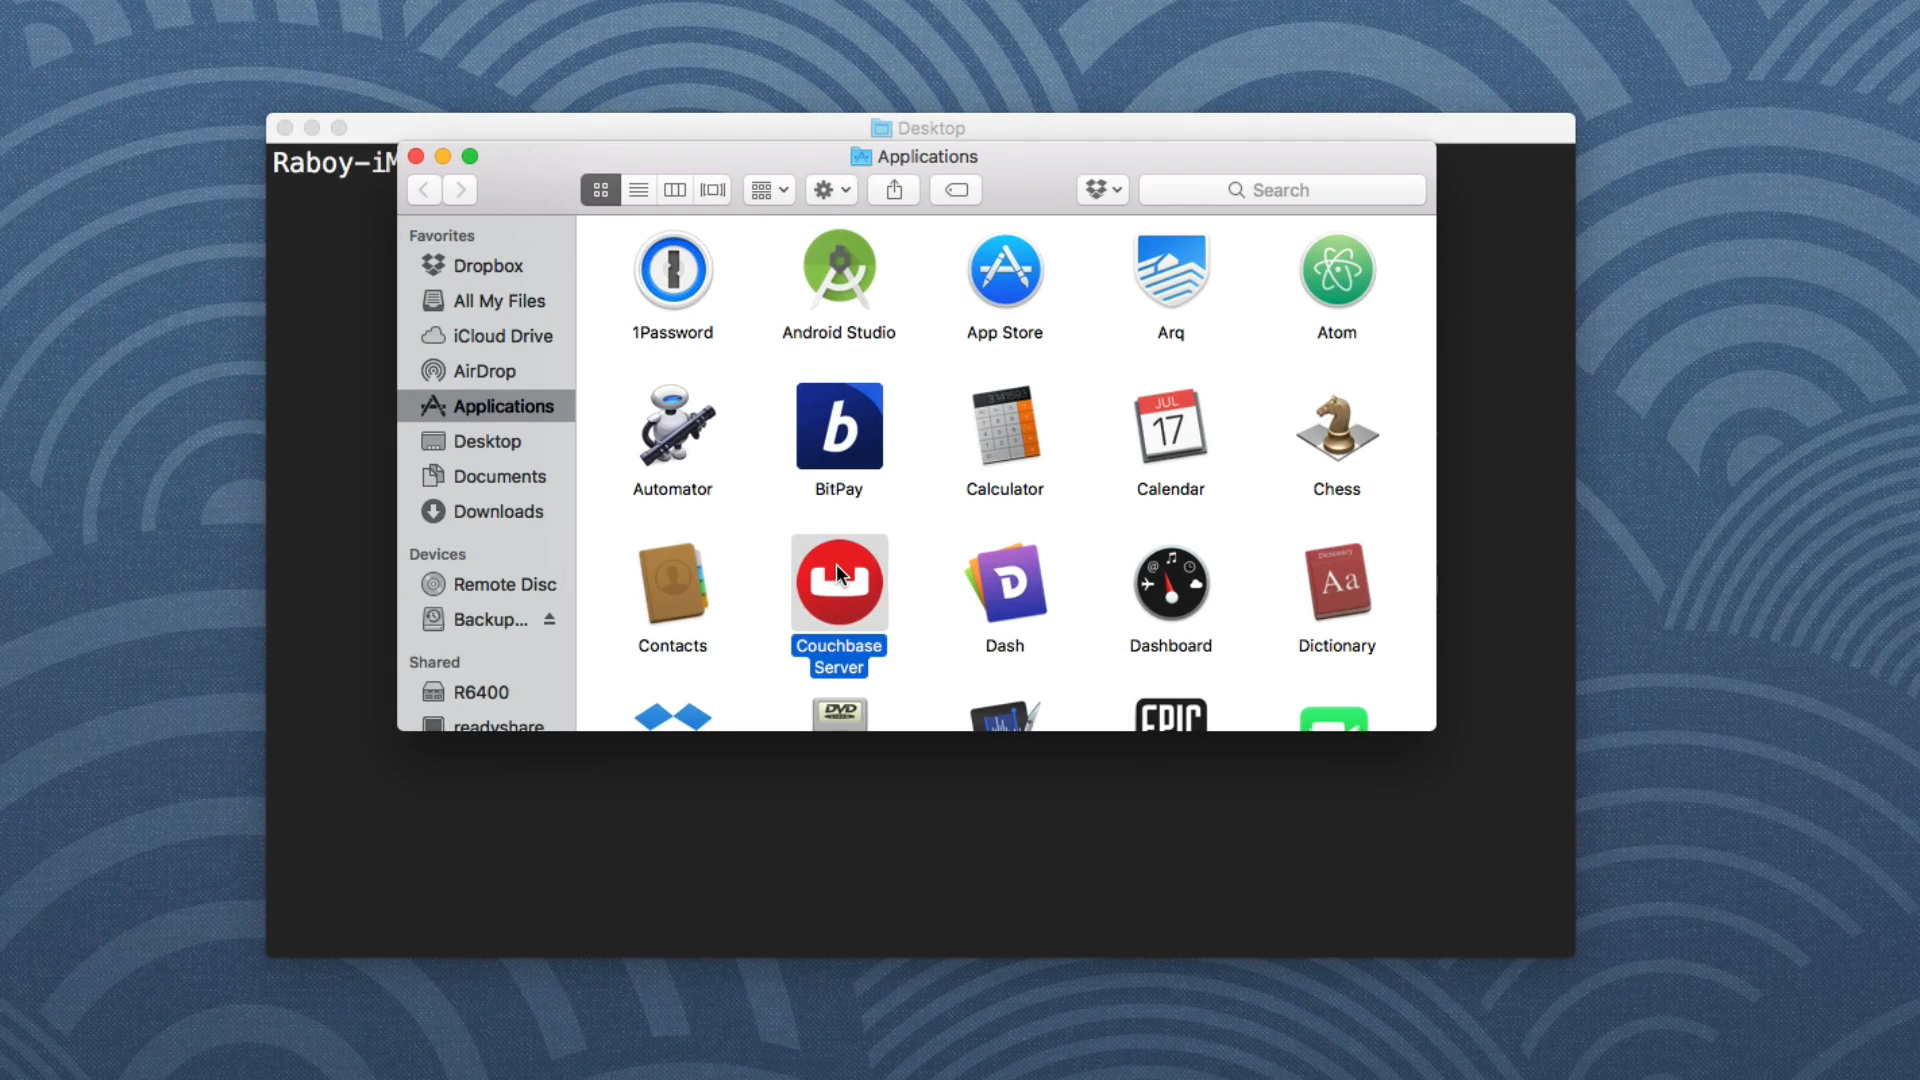 Desktop
Raboy-iM
Applications
Search
Favorites
Dropbox
All My Files
iCloud Drive
AirDrop
Applications
Desktop
Documents
Downloads
Devices
Remote Disc
Backup...
Shared
R6400
readyshare
1Password
Android Studio
App Store
Arq
Atom
Automator
BitPay
Calculator
JUL
17
Calendar
Chess
Contacts
Couchbase
Server
Dash
Dashboard
Dictionary
Aa
Dictionary
DVD
EPIC